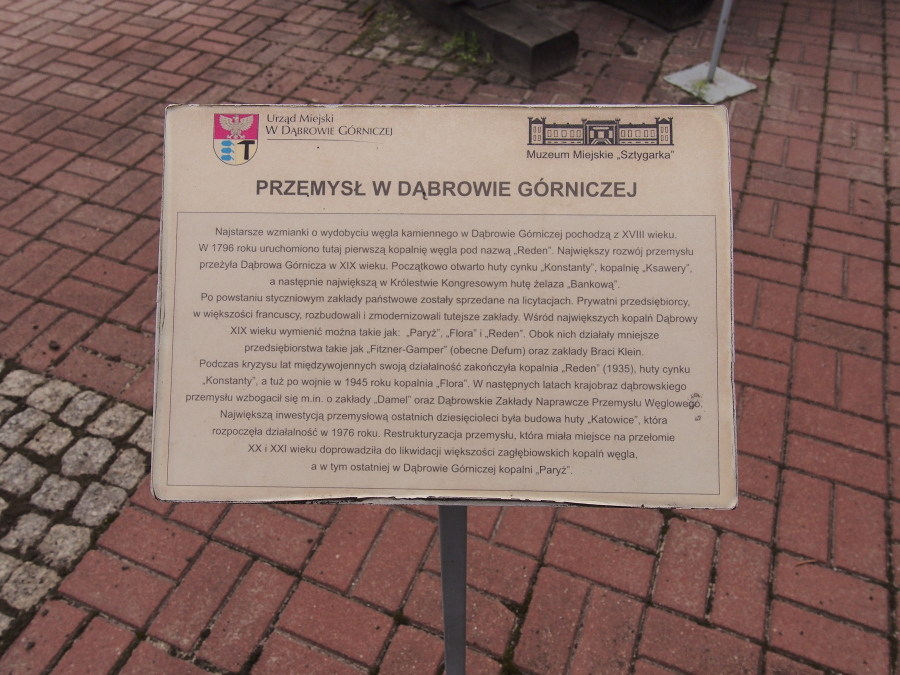 Urząd Miejski
W DĄBROWIE GÓRNICZEJ
Muzeum Miejskie „Sztygarka”
PRZEMYSŁ W DĄBROWIE GÓRNICZEJ
Najstarsze wzmianki o wydobyciu węgla kamiennego w Dąbrowie Górniczej pochodzą z XVIII wieku.
W 1796 roku uruchomiono tutaj pierwszą kopalnię węgla pod nazwą „Reden”. Największy rozwój przemysłu
przeżyła Dąbrowa Górnicza w XIX wieku. Początkowo otwarto huty cynku „Konstanty”, kopalnię „Ksawery”,
a następnie największą w Królestwie Kongresowym hutę żelaza „Bankową”.
Po powstaniu styczniowym zakłady państwowe zostały sprzedane na licytacjach. Prywatni przedsiębiorcy,
w większości francuscy, rozbudowali i zmodernizowali tutejsze zakłady. Wśród największych kopalń Dąbrowy
XIX wieku wymienić można takie jak: „Paryż”, „Flora” i „Reden”. Obok nich działały mniejsze
przedsiębiorstwa takie jak „Fitzner-Gamper” (obecne Defum) oraz zakłady Braci Klein.
Podczas kryzysu lat międzywojennych swoją działalność zakończyła kopalnia „Reden” (1935), huty cynku
„Konstanty”, a tuż po wojnie w 1945 roku kopalnia „Flora”. W następnych latach krajobraz dąbrowskiego
przemysłu wzbogacił się m.in. o zakłady „Damel” oraz Dąbrowskie Zakłady Naprawcze Przemysłu Węglowego.
Największą inwestycją przemysłową ostatnich dziesięcioleci była budowa huty „Katowice”, która
rozpoczęła działalność w 1976 roku. Restrukturyzacja przemysłu, która miała miejsce na przełomie
XX i XXI wieku doprowadziła do likwidacji większości zagłębiowskich kopalń węgla,
a w tym ostatniej w Dąbrowie Górniczej kopalni „Paryż”.